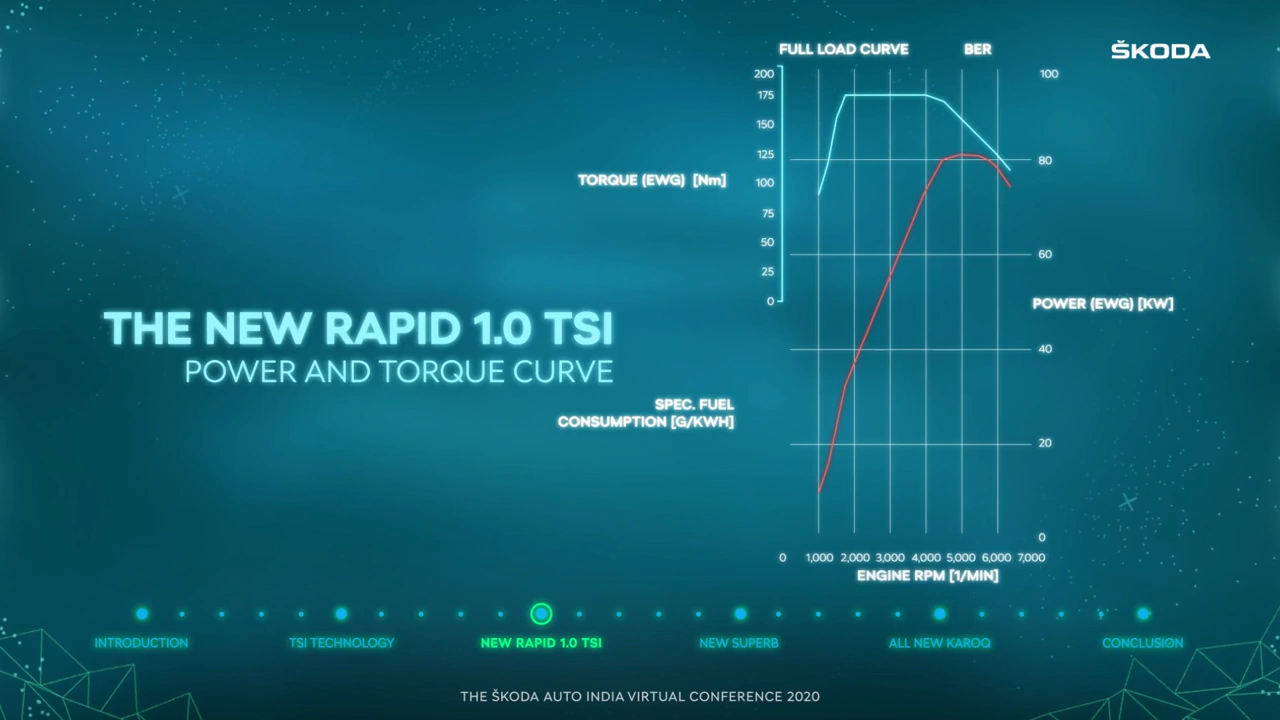 FULL LOAD CURVE BER
ŠKODA
200
175
150
125
100
75
50
25
0
100
80
60
40
20
0
TORQUE (EWG) [Nm]
POWER (EWG) [KW]
THE NEW RAPID 1.0 TSI
POWER AND TORQUE CURVE
SPEC. FUEL
CONSUMPTION [G/KWH]
0 1,000 2,000 3,000 4,000 5,000 6,000 7,000
ENGINE RPM [1/MIN]
INTRODUCTION TSI TECHNOLOGY NEW RAPID 1.0 TSI NEW SUPERB ALL NEW KAROQ CONCLUSION
THE ŠKODA AUTO INDIA VIRTUAL CONFERENCE 2020